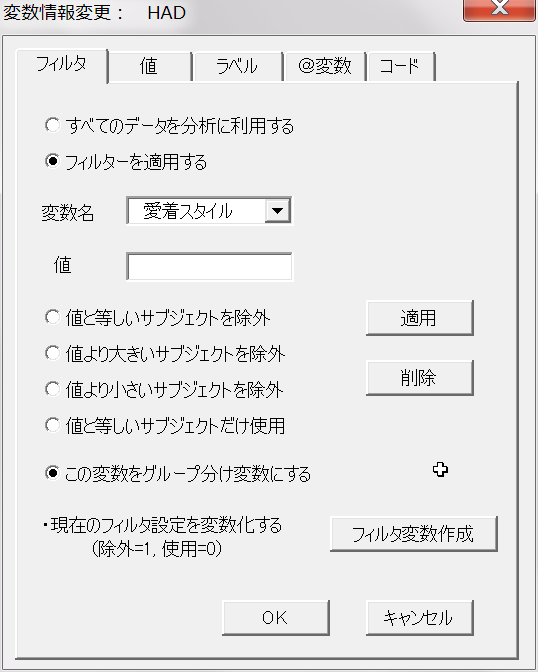 変数情報変更： HAD
フィルタ 値 ラベル @変数 コード
すべてのデータを分析に利用する
フィルターを適用する
変数名 愛着スタイル
値
値と等しいサブジェクトを除外 適用
値より大きいサブジェクトを除外
値より小さいサブジェクトを除外 削除
値と等しいサブジェクトだけ使用
この変数をグループ分け変数にする
・現在のフィルタ設定を変数化する
(除外=1, 使用=0) フィルタ変数作成
OK キャンセル